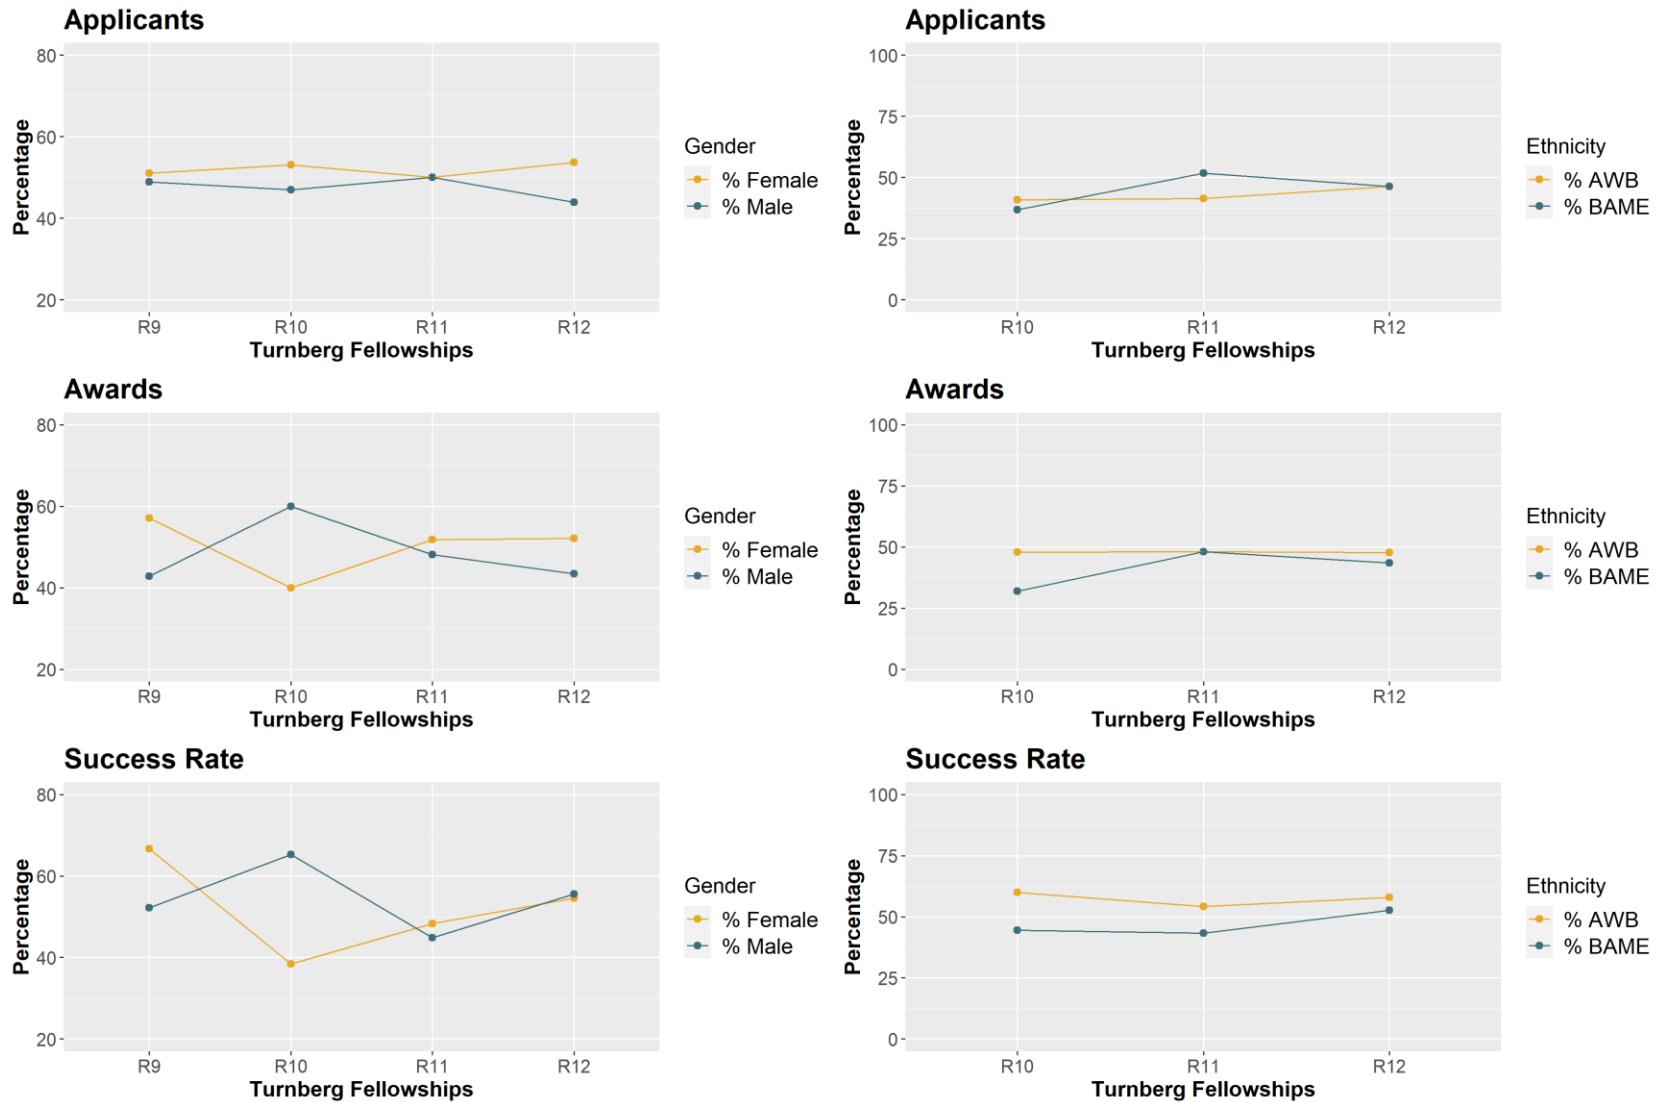 Applicants
80
60
40
20
Percentage
R9 R10 R11 R12
Turnberg Fellowships
Gender
% Female
% Male
Applicants
100
75
50
25
0
Percentage
R10 R11 R12
Turnberg Fellowships
Ethnicity
% AWB
% BAME
Awards
80
60
40
20
Percentage
R9 R10 R11 R12
Turnberg Fellowships
Gender
% Female
% Male
Awards
100
75
50
25
0
Percentage
R10 R11 R12
Turnberg Fellowships
Ethnicity
% AWB
% BAME
Success Rate
80
60
40
20
Percentage
R9 R10 R11 R12
Turnberg Fellowships
Gender
% Female
% Male
Success Rate
100
75
50
25
0
Percentage
R10 R11 R12
Turnberg Fellowships
Ethnicity
% AWB
% BAME